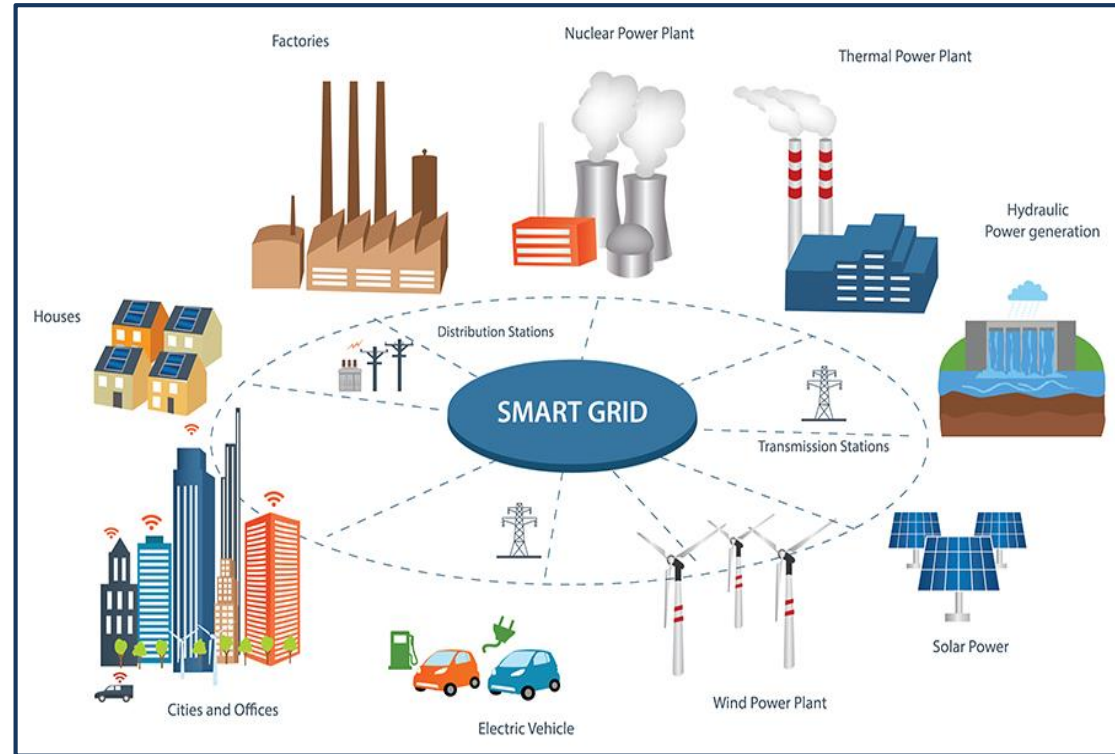 Factories
Nuclear Power Plant
Thermal Power Plant
Hydraulic
Power generation
Houses
Distribution Stations
SMART GRID
Transmission Stations
Solar Power
Wind Power Plant
Cities and Offices
Electric Vehicle